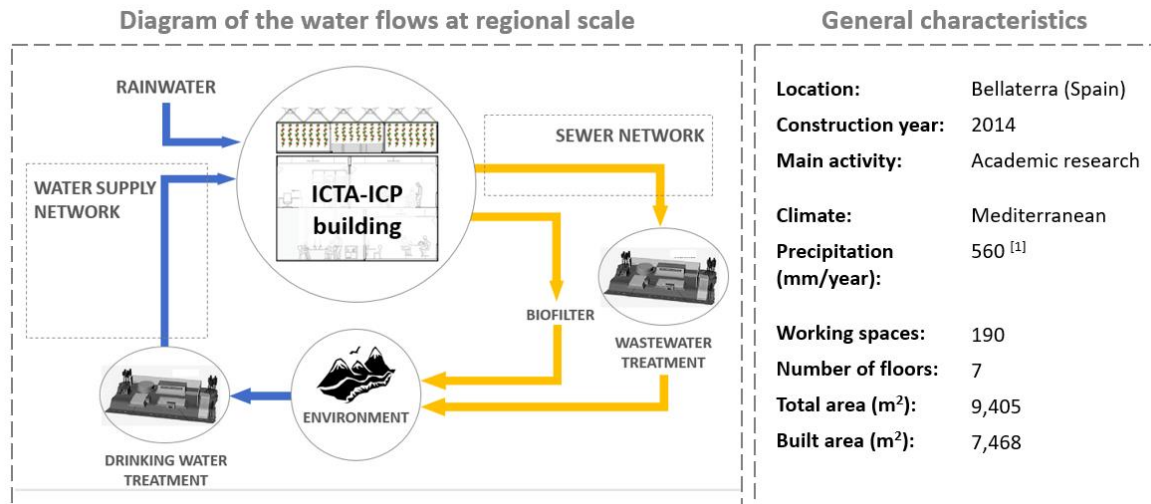 Diagram of the water flows at regional scale
RAINWATER
SEWER NETWORK
WATER SUPPLY
NETWORK
ICTA-ICP
building
BIOFILTER
WASTEWATER
TREATMENT
ENVIRONMENT
DRINKING WATER
TREATMENT
General characteristics
Location: Bellaterra (Spain)
Construction year: 2014
Main activity: Academic research
Climate: Mediterranean
Precipitation 560 [1]
(mm/year):
Working spaces: 190
Number of floors: 7
Total area (m²): 9,405
Built area (m²): 7,468